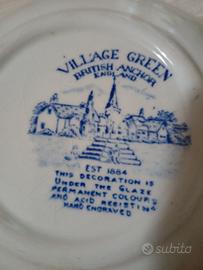 VILLAGE GREEN
BRITISH ANCHOR
ENGLAND
EST 1884
THIS DECORATION IS
UNDER THE GLAZE
PERMANENT COLOURS
AND ACID RESISTING
HAND ENGRAVED
subito